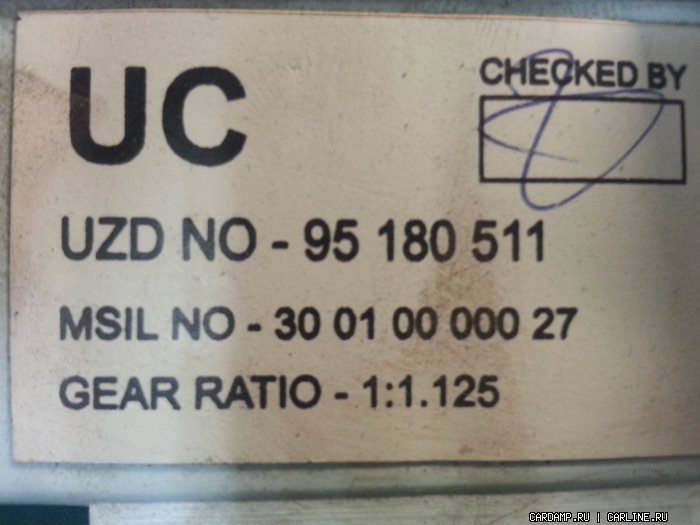 UC
CHECKED BY
UZD NO - 95 180 511
MSIL NO - 30 01 00 000 27
GEAR RATIO - 1:1.125
CARDAMP.RU | CARLINE.RU